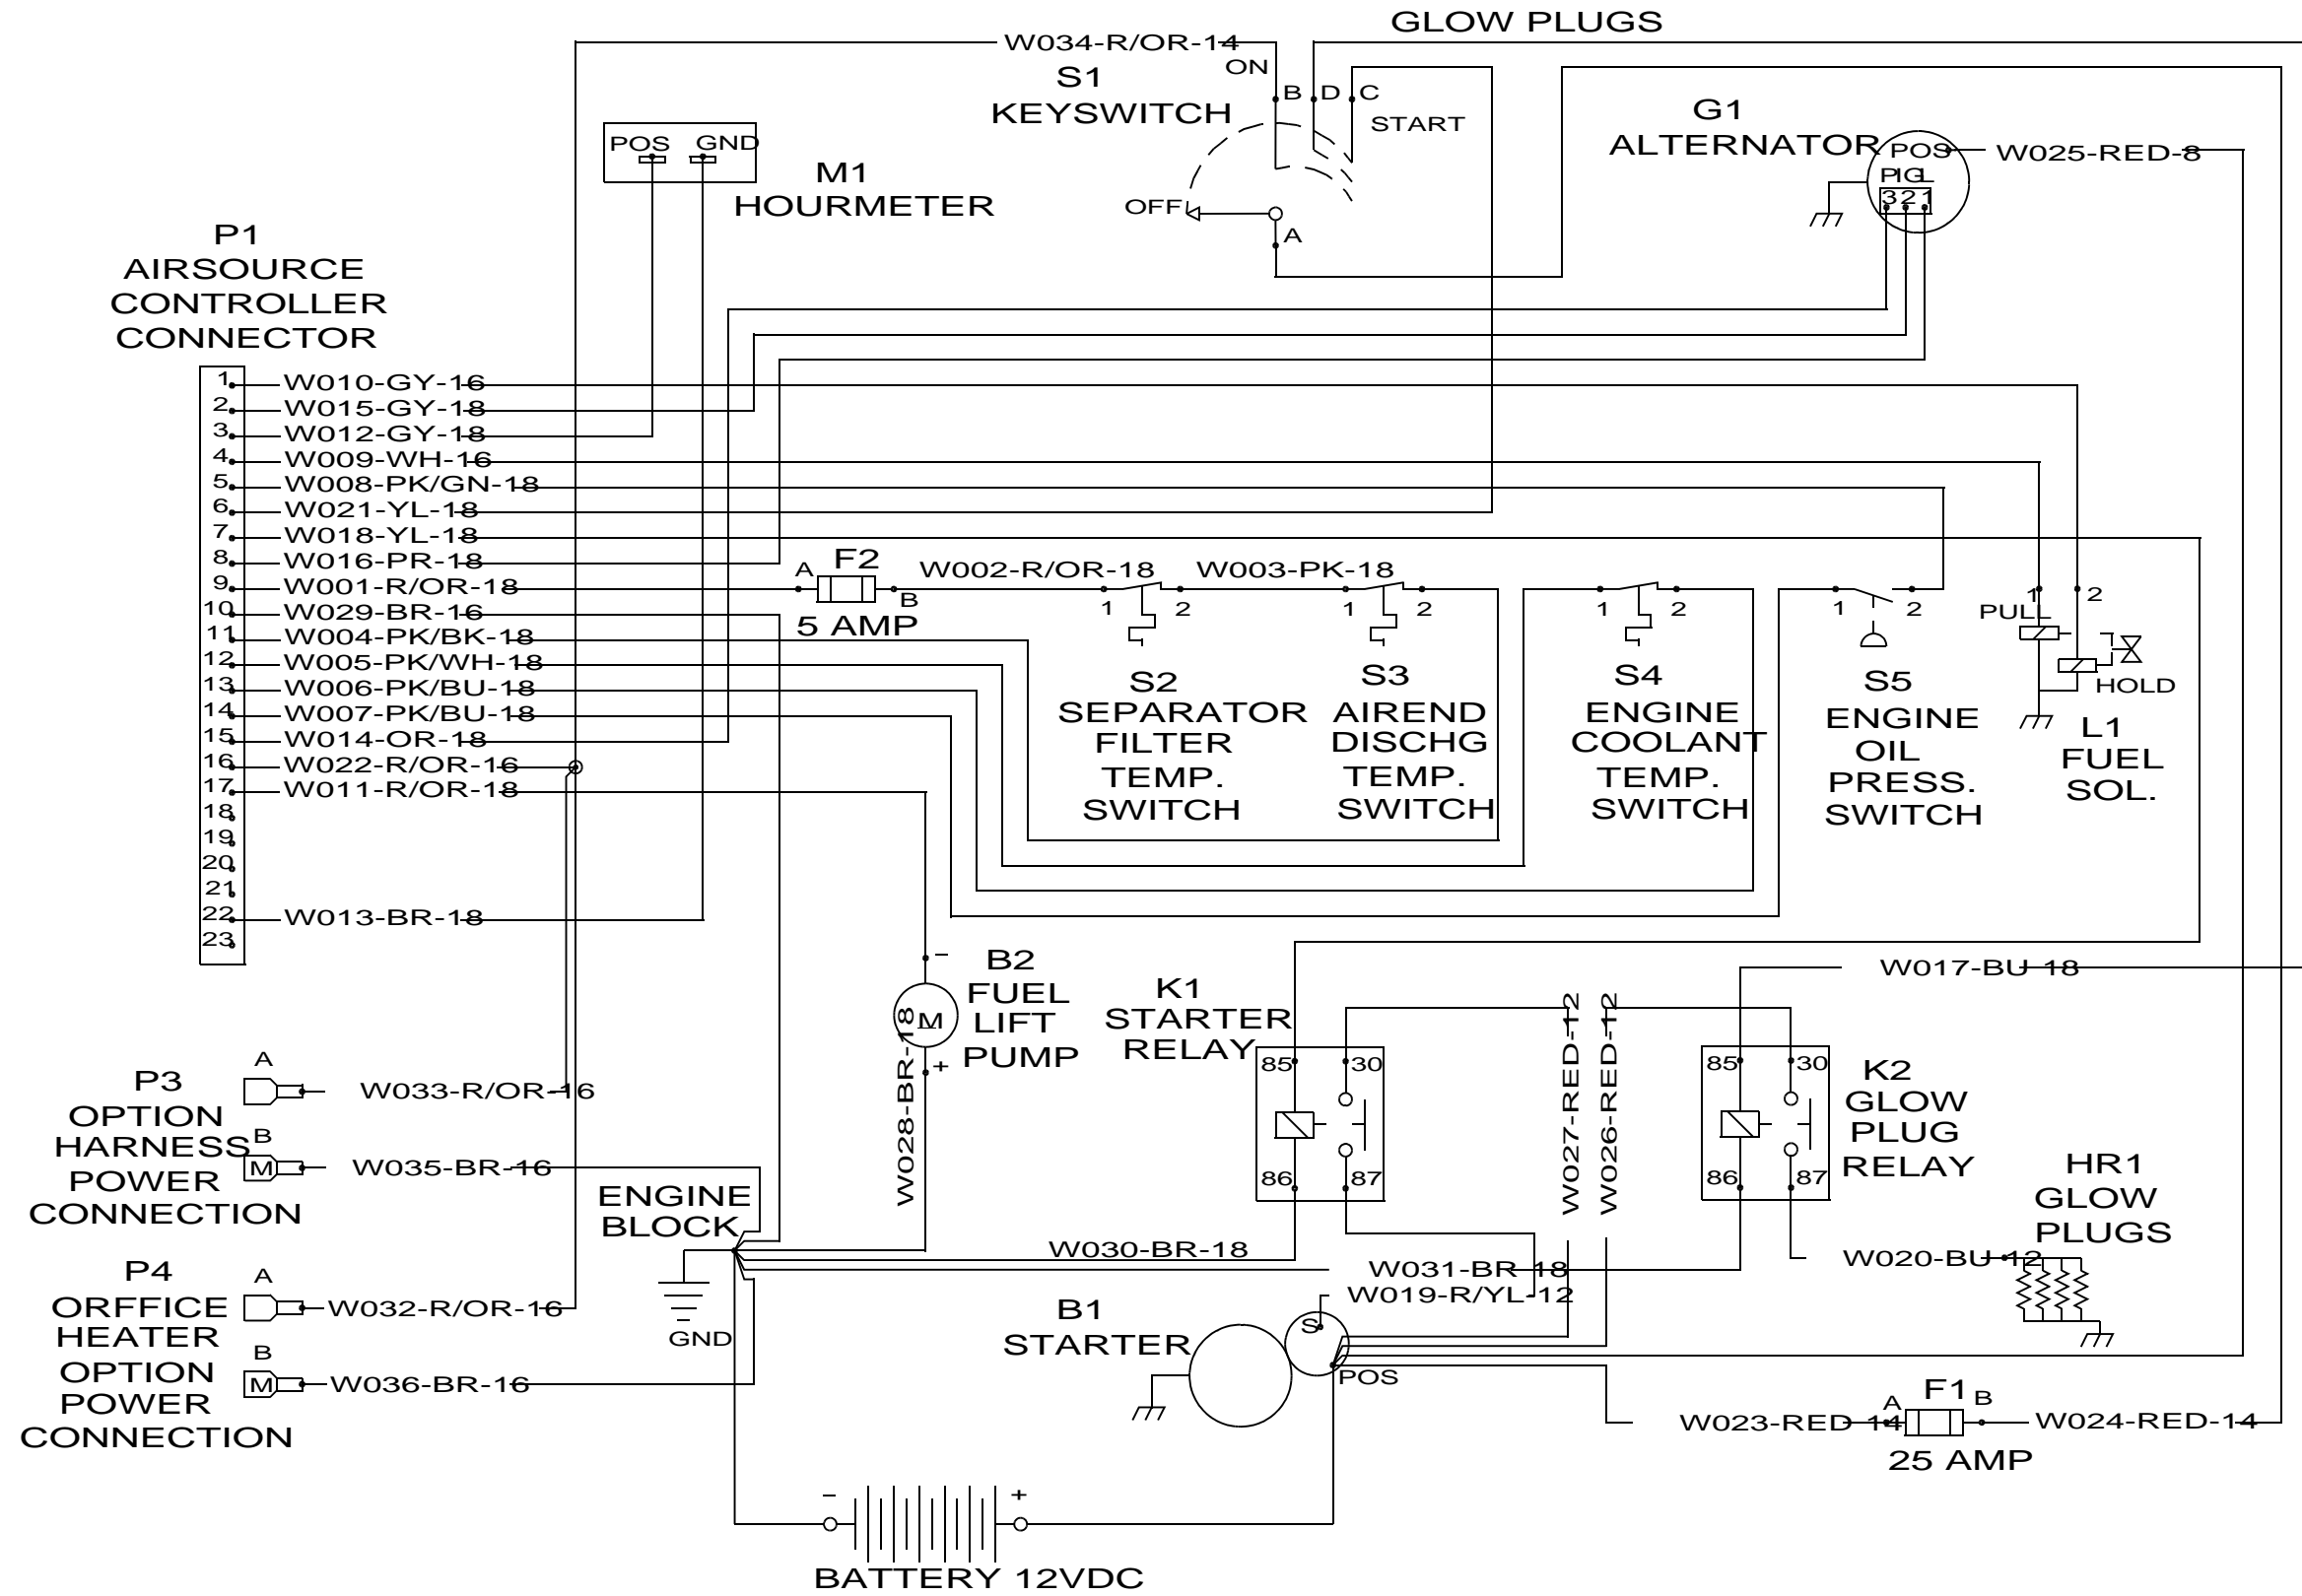 GLOW PLUGS
W034-R/OR-14
ON
S1
KEYSWITCH
B
D
C
START
OFF
A
G1
ALTERNATOR
POS
P IG L
3 2 1
W025-RED-8
POS
GND
M1
HOURMETER
P1
AIRSOURCE
CONTROLLER
CONNECTOR
1 W010-GY-16
2 W015-GY-18
3 W012-GY-18
4 W009-WH-16
5 W008-PK/GN-18
6 W021-YL-18
7 W018-YL-18
8 W016-PR-18
9 W001-R/OR-18
10 W029-BR-16
11 W004-PK/BK-18
12 W005-PK/WH-18
13 W006-PK/BU-18
14 W007-PK/BU-18
15 W014-OR-18
16 W022-R/OR-16
17 W011-R/OR-18
18
19
20
21
22 W013-BR-18
23
A
F2
B
5 AMP
W002-R/OR-18
W003-PK-18
1
2
S2
SEPARATOR
FILTER
TEMP.
SWITCH
1
2
S3
AIREND
DISCHG
TEMP.
SWITCH
1
2
S4
ENGINE
COOLANT
TEMP.
SWITCH
1
2
S5
ENGINE
OIL
PRESS.
SWITCH
1
2
PULL
HOLD
L1
FUEL
SOL.
−
M
+
B2
FUEL
LIFT
PUMP
W028-BR-18
K1
STARTER
RELAY
85
30
86
87
W027-RED-12
W026-RED-12
W017-BU-18
85
30
86
87
K2
GLOW
PLUG
RELAY
HR1
GLOW
PLUGS
W020-BU-12
P3
OPTION
HARNESS
POWER
CONNECTION
A
W033-R/OR-16
B
M
W035-BR-16
ENGINE
BLOCK
GND
W030-BR-18
W031-BR-18
W019-R/YL-12
P4
ORFFICE
HEATER
OPTION
POWER
CONNECTION
A
W032-R/OR-16
B
M
W036-BR-16
B1
STARTER
S
POS
W023-RED-14
A
F1
B
25 AMP
W024-RED-14
−
+
BATTERY 12VDC